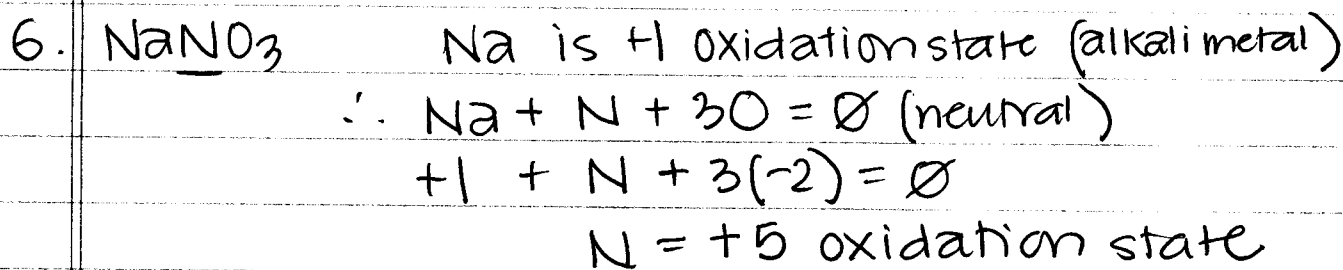 6. NaNO3 Na is +1 oxidation state (alkali metal)
∴ Na + N + 3O = Ø (neutral)
+1 + N + 3(-2) = Ø
N = +5 oxidation state